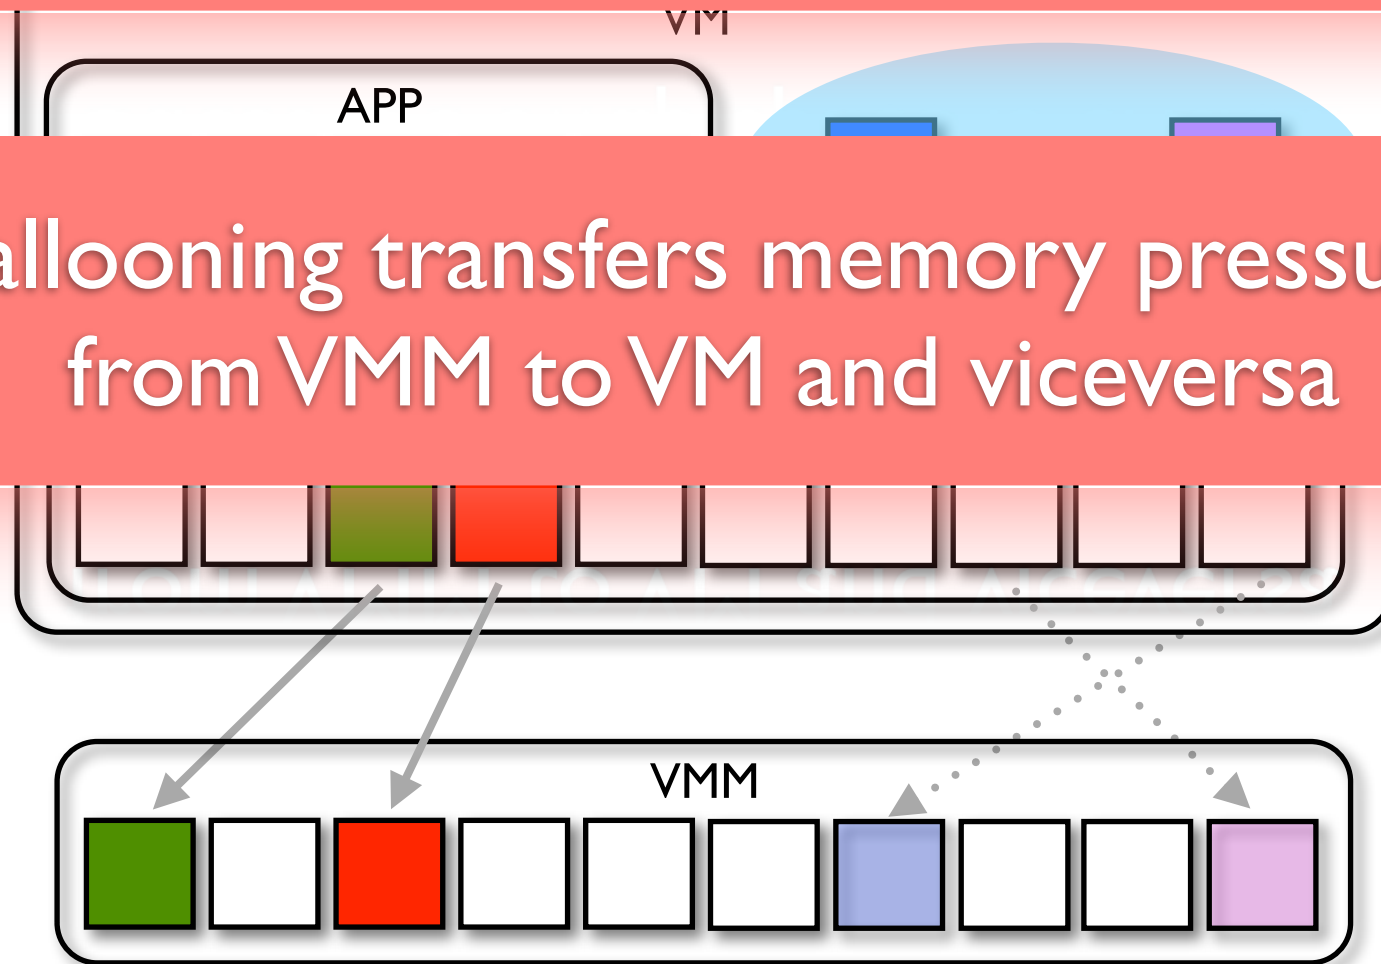 VM
APP
allooning transfers memory pressu
from VMM to VM and viceversa
VMM